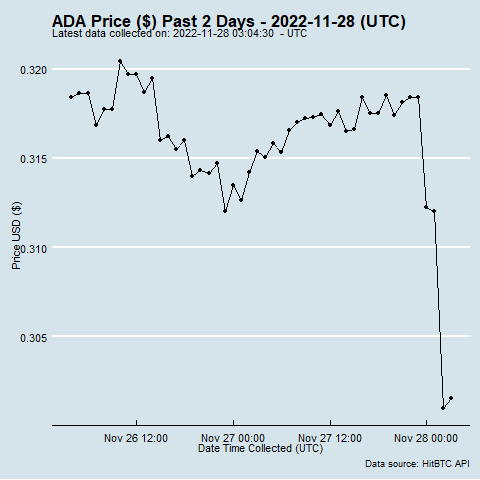 ADA Price ($) Past 2 Days - 2022-11-28 (UTC)
Latest data collected on: 2022-11-28 03:04:30  - UTC
0.320
0.315
0.310
0.305
Price USD ($)
Nov 26 12:00
Nov 27 00:00
Nov 27 12:00
Nov 28 00:00
Date Time Collected (UTC)
Data source: HitBTC API